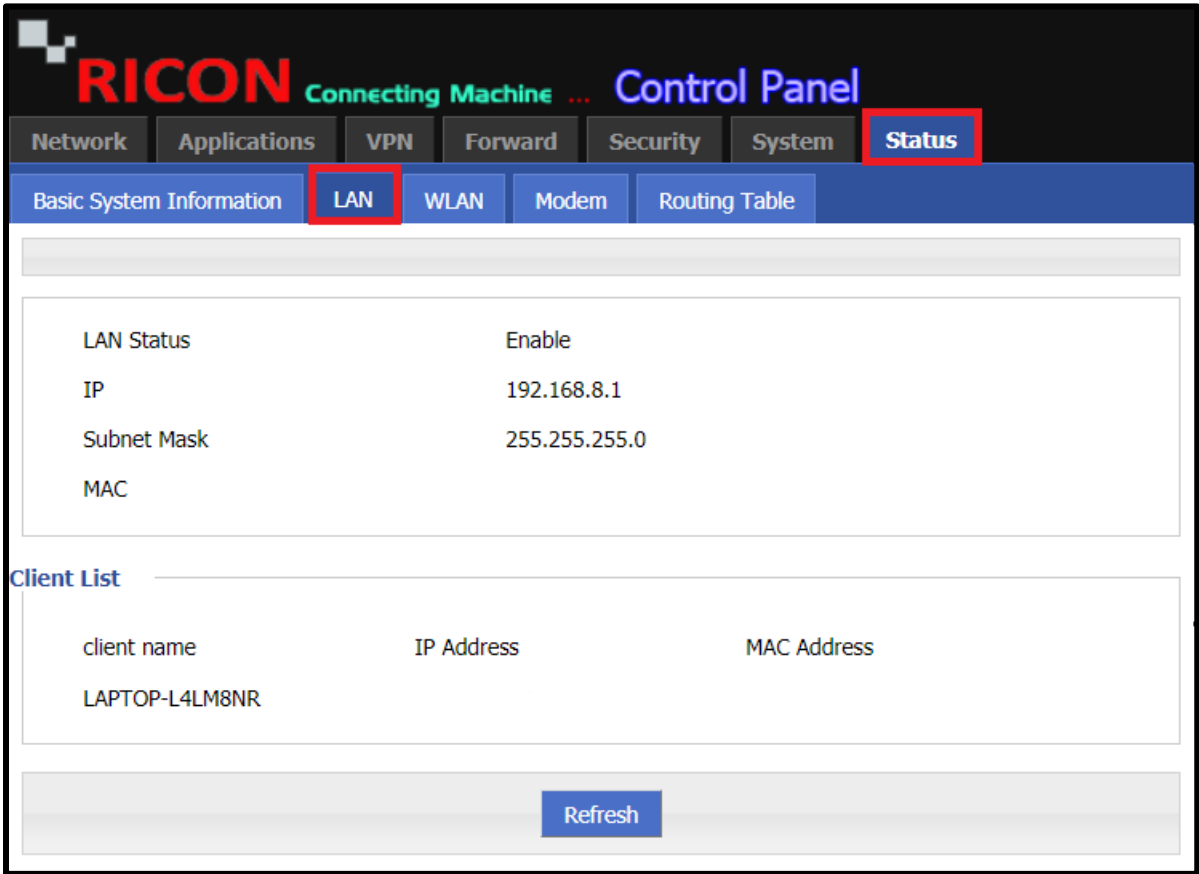 RICON Connecting Machine ... Control Panel
Network Applications VPN Forward Security System Status
Basic System Information LAN WLAN Modem Routing Table
LAN Status Enable
IP 192.168.8.1
Subnet Mask 255.255.255.0
MAC
Client List
client name IP Address MAC Address
LAPTOP-L4LM8NR
Refresh